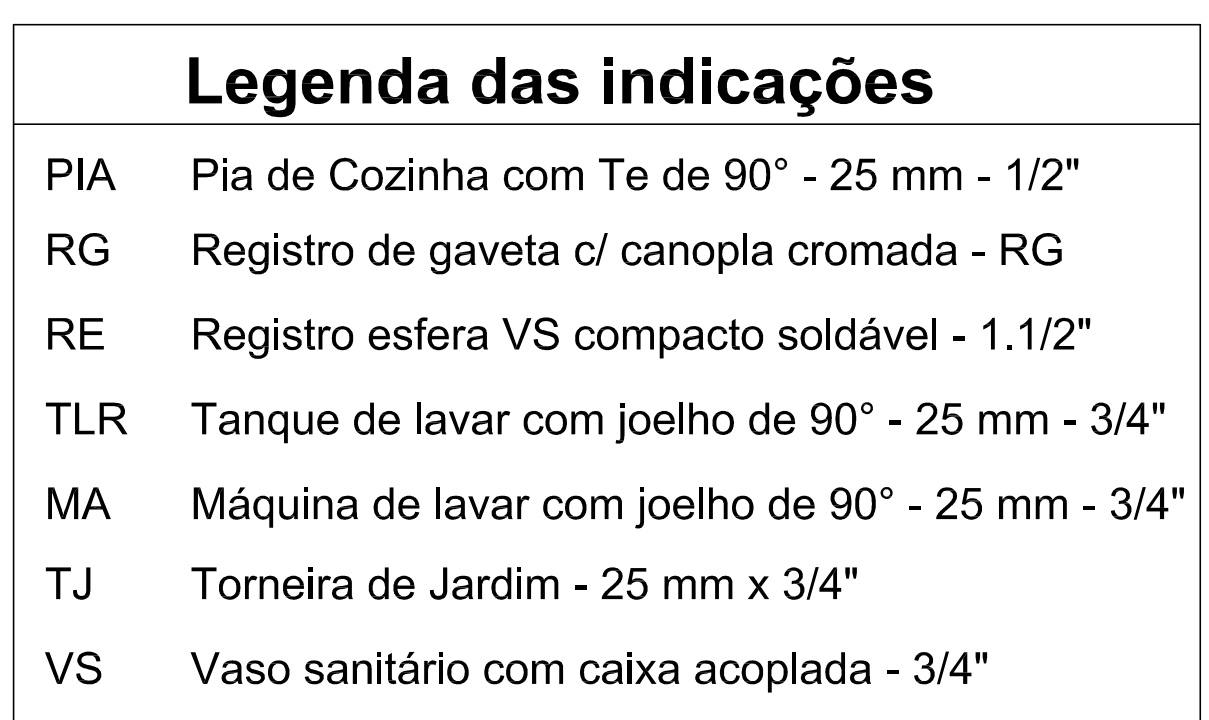 Legenda das indicações
PIA Pia de Cozinha com Te de 90° - 25 mm - 1/2"
RG Registro de gaveta c/ canopla cromada - RG
RE Registro esfera VS compacto soldável - 1.1/2"
TLR Tanque de lavar com joelho de 90° - 25 mm - 3/4"
MA Máquina de lavar com joelho de 90° - 25 mm - 3/4"
TJ Torneira de Jardim - 25 mm x 3/4"
VS Vaso sanitário com caixa acoplada - 3/4"